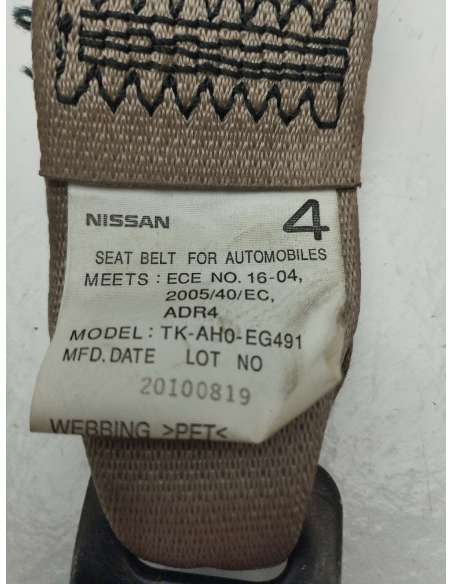 NISSAN 4
SEAT BELT FOR AUTOMOBILES
MEETS : ECE NO. 16-04,
2005/40/EC,
ADR4
MODEL : TK-AH0-EG491
MFD. DATE LOT NO
20100819
WEBBING >PET<